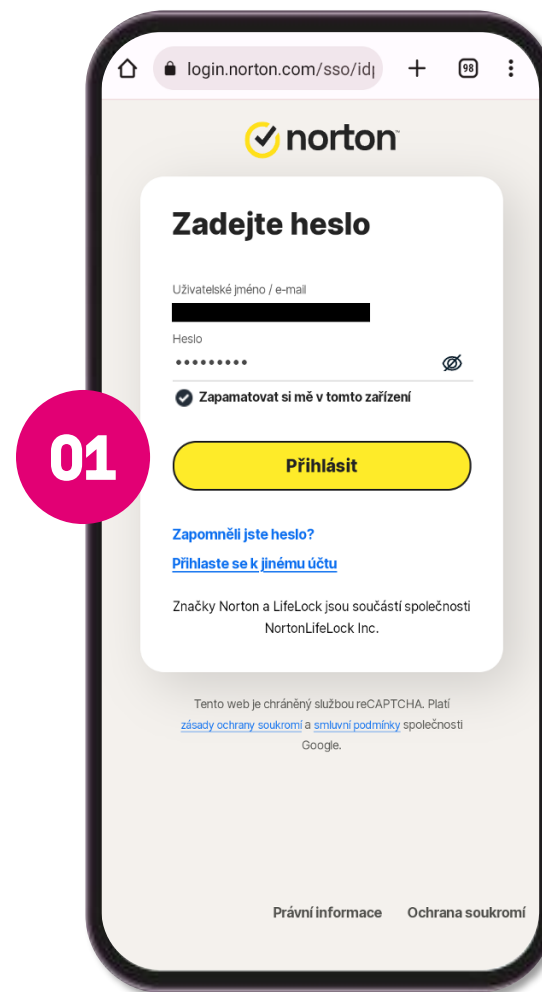 login.norton.com/sso/id
98
norton
Zadejte heslo
Uživatelské jméno / e-mail
Heslo
Zapamatovat si mě v tomto zařízení
01
Přihlásit
Zapomněli jste heslo?
Přihlaste se k jinému účtu
Značky Norton a LifeLock jsou součástí společnosti
NortonLifeLock Inc.
Tento web je chráněný službou reCAPTCHA. Platí
zásady ochrany soukromí a smluvní podmínky společnosti
Google.
Právní informace Ochrana soukromí